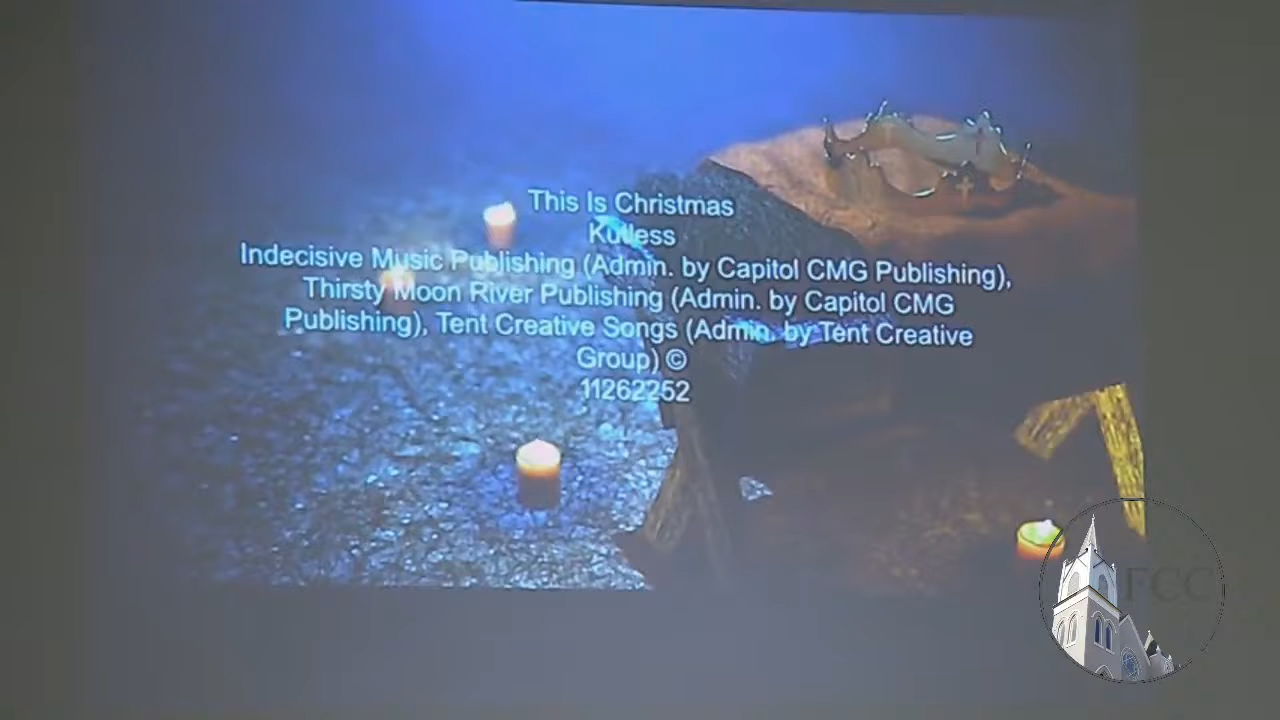 This Is Christmas
Kutless
Indecisive Music Publishing (Admin. by Capitol CMG Publishing),
Thirsty Moon River Publishing (Admin. by Capitol CMG
Publishing), Tent Creative Songs (Admin. by Tent Creative
Group) ©
11262252
FCC